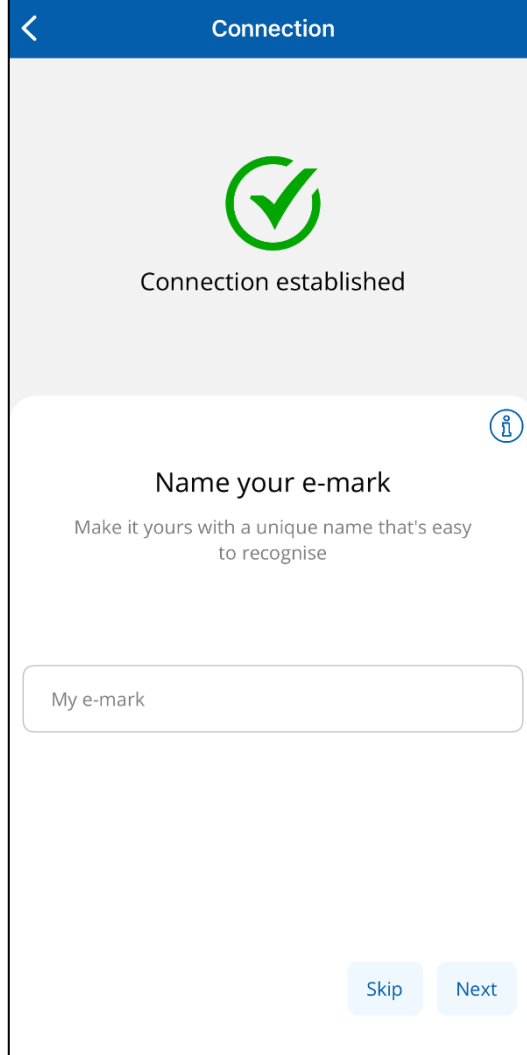 Connection
Connection established
Name your e-mark
Make it yours with a unique name that's easy
to recognise
My e-mark
Skip
Next